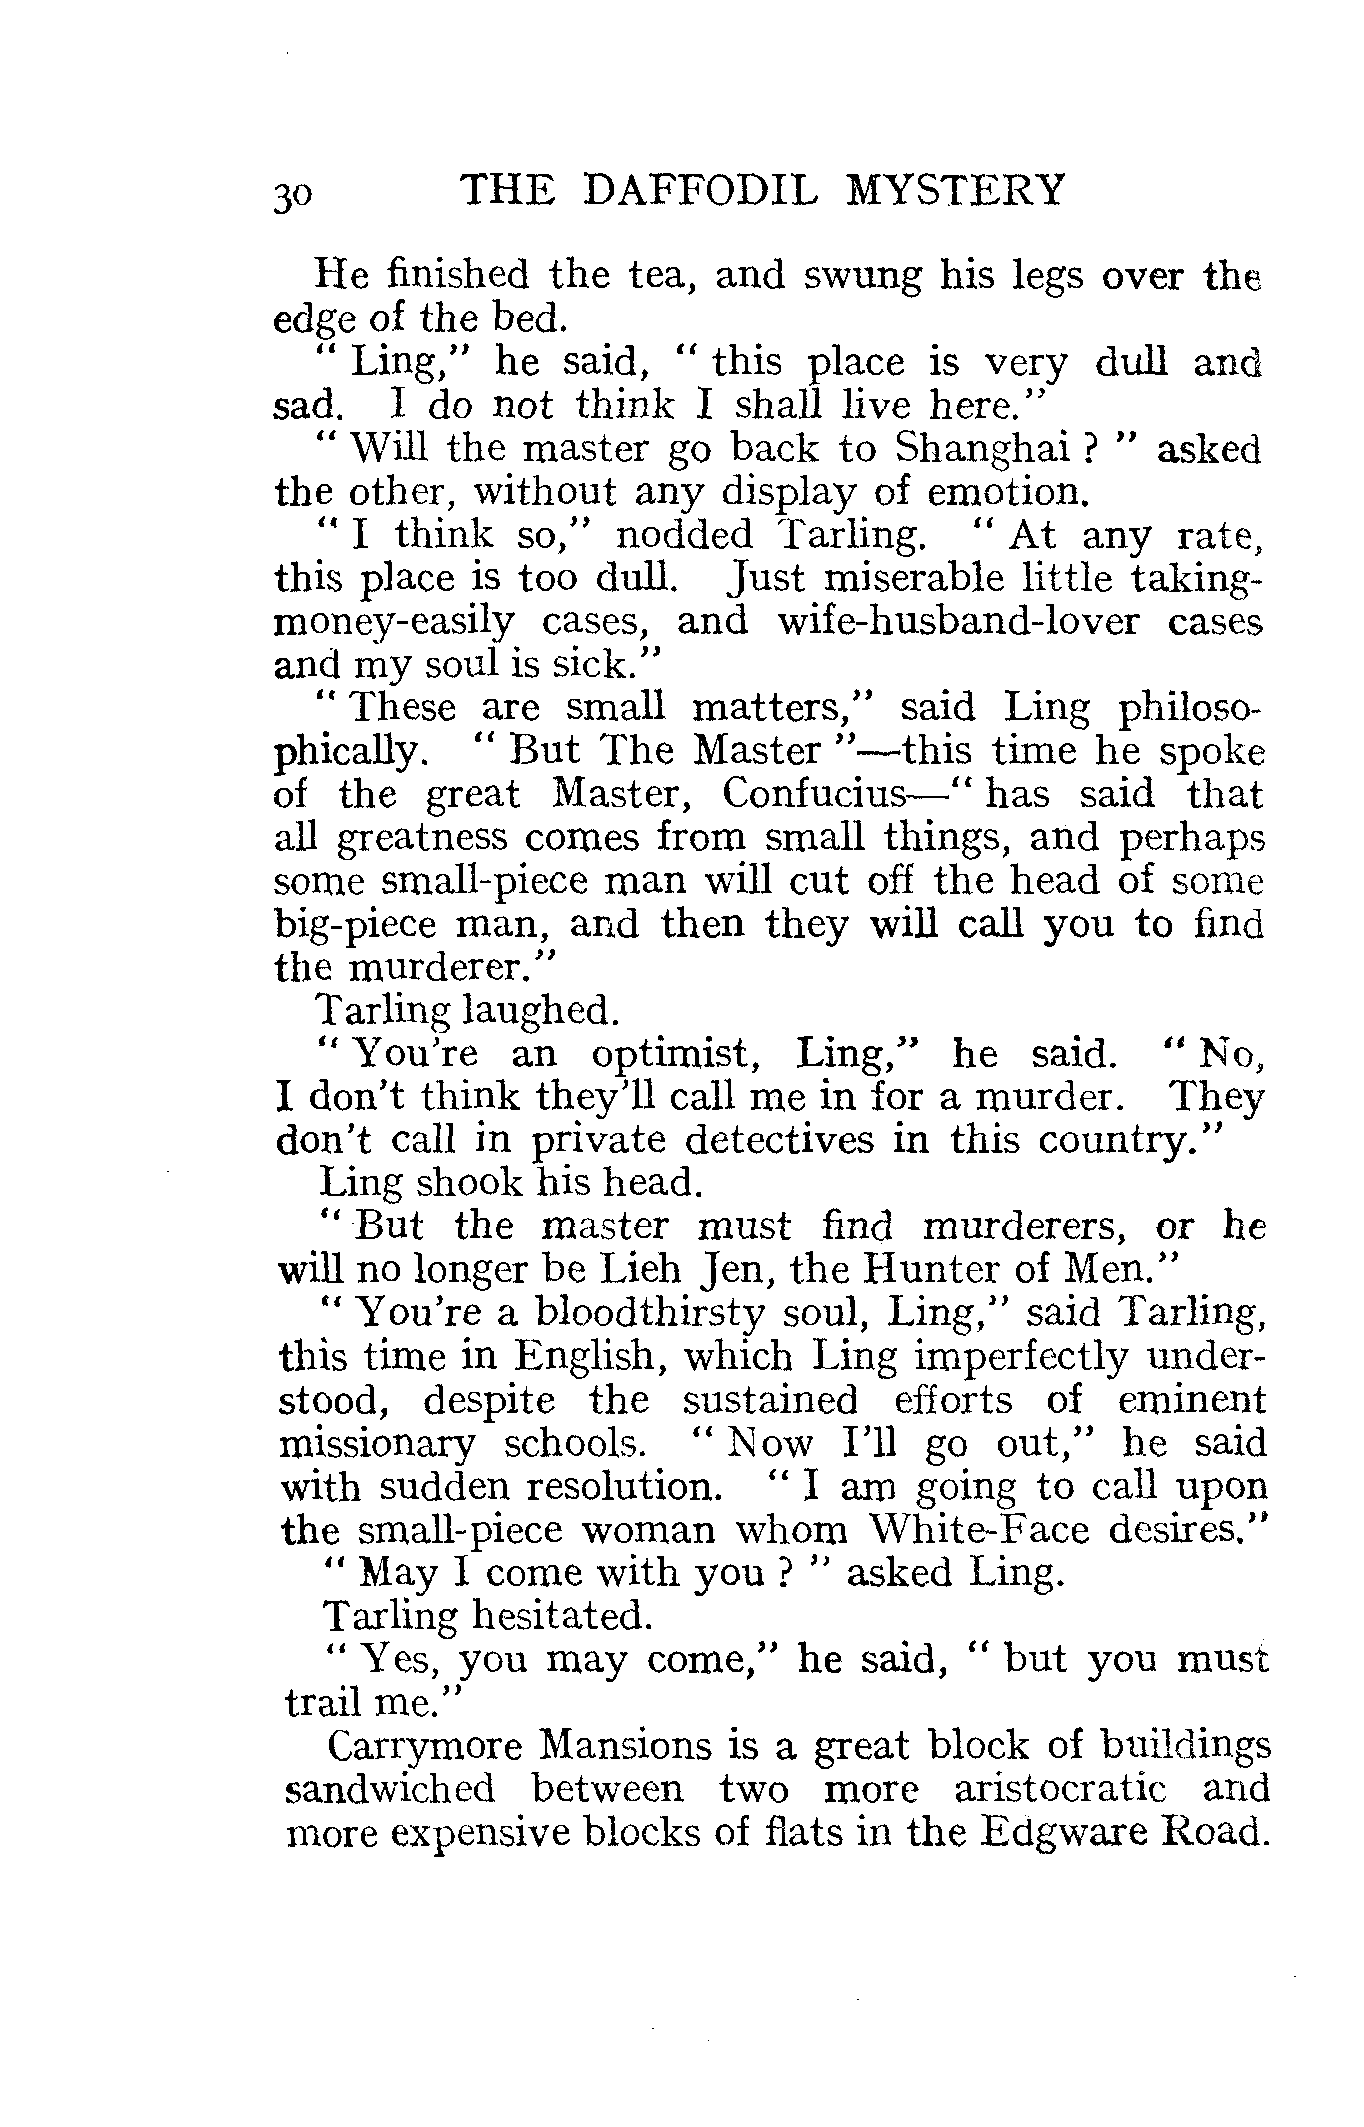 30 THE DAFFODIL MYSTERY
He finished the tea, and swung his legs over the
edge of the bed.
" Ling," he said, " this place is very dull and
sad. I do not think I shall live here."
" Will the master go back to Shanghai ? " asked
the other, without any display of emotion.
" I think so," nodded Tarling. " At any rate,
this place is too dull. Just miserable little taking-
money-easily cases, and wife-husband-lover cases
and my soul is sick."
" These are small matters," said Ling philoso-
phically. " But The Master "—this time he spoke
of the great Master, Confucius—" has said that
all greatness comes from small things, and perhaps
some small-piece man will cut off the head of some
big-piece man, and then they will call you to find
the murderer."
Tarling laughed.
" You're an optimist, Ling," he said. " No,
I don't think they'll call me in for a murder. They
don't call in private detectives in this country."
Ling shook his head.
" But the master must find murderers, or he
will no longer be Lieh Jen, the Hunter of Men."
" You're a bloodthirsty soul, Ling," said Tarling,
this time in English, which Ling imperfectly under-
stood, despite the sustained efforts of eminent
missionary schools. " Now I'll go out," he said
with sudden resolution. " I am going to call upon
the small-piece woman whom White-Face desires."
" May I come with you ? " asked Ling.
Tarling hesitated.
" Yes, you may come," he said, " but you must
trail me."
Carrymore Mansions is a great block of buildings
sandwiched between two more aristocratic and
more expensive blocks of flats in the Edgware Road.